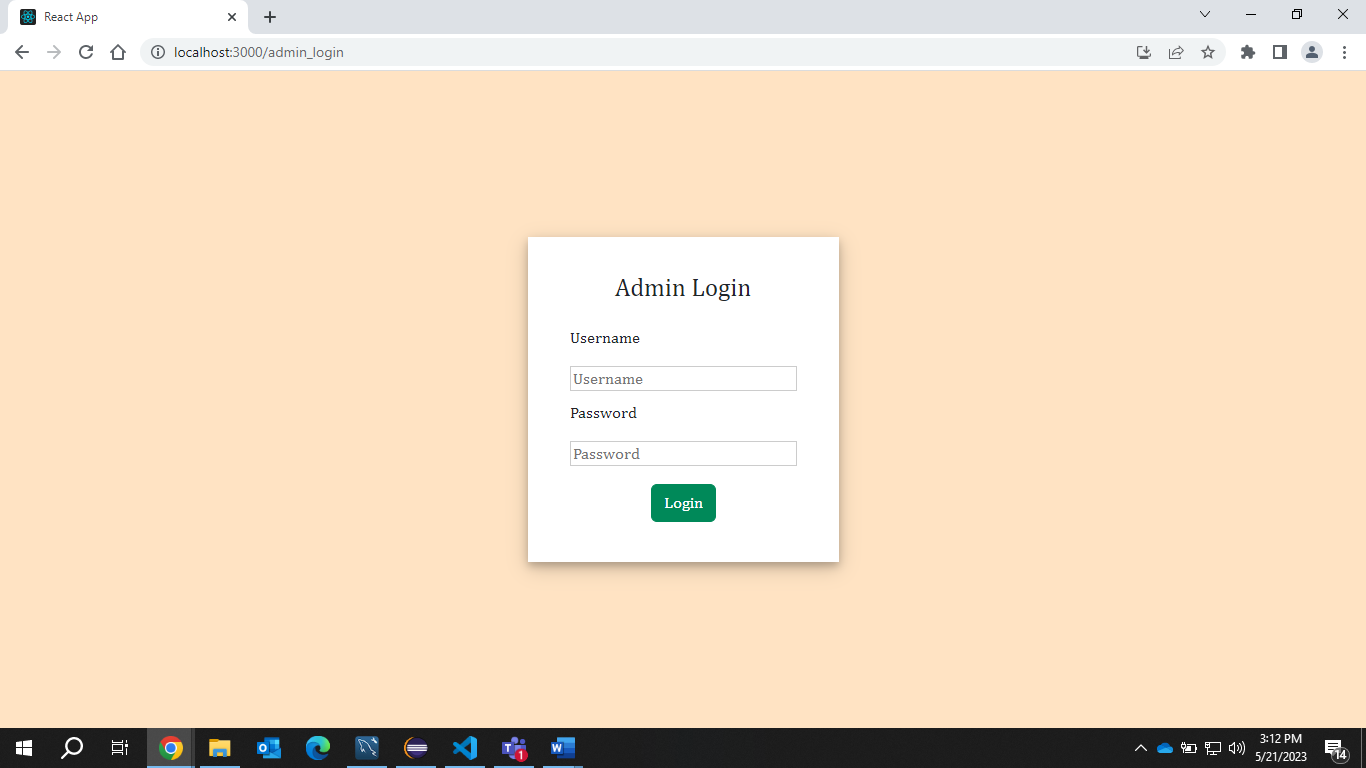 React App
localhost:3000/admin_login
Admin Login
Username
Username
Password
Password
Login
1
3:12 PM
5/21/2023
14